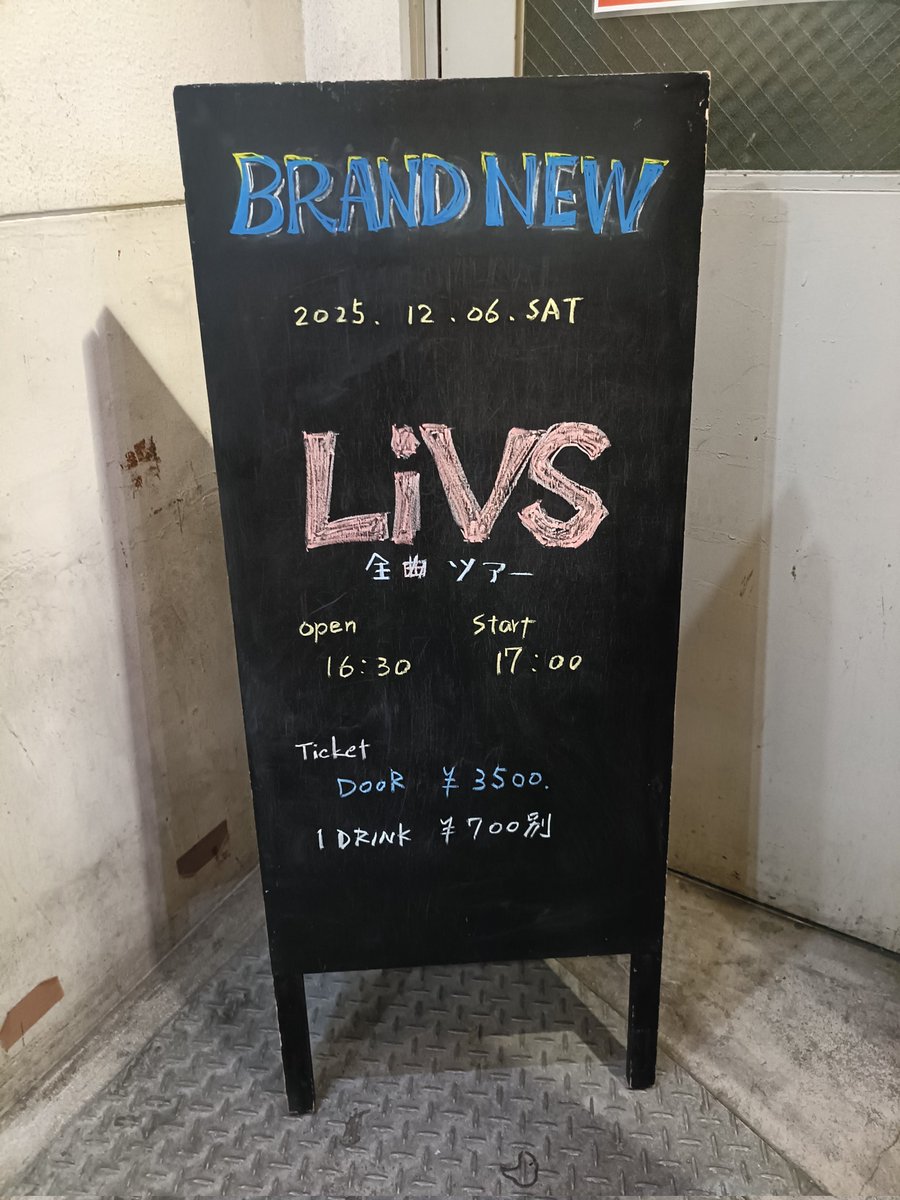 BRAND NEW
2025. 12. 06. SAT
LiVS
全曲ツアー
open Start
16:30 17:00
Ticket
DOOR ¥3500.
1 DRINK ¥700別